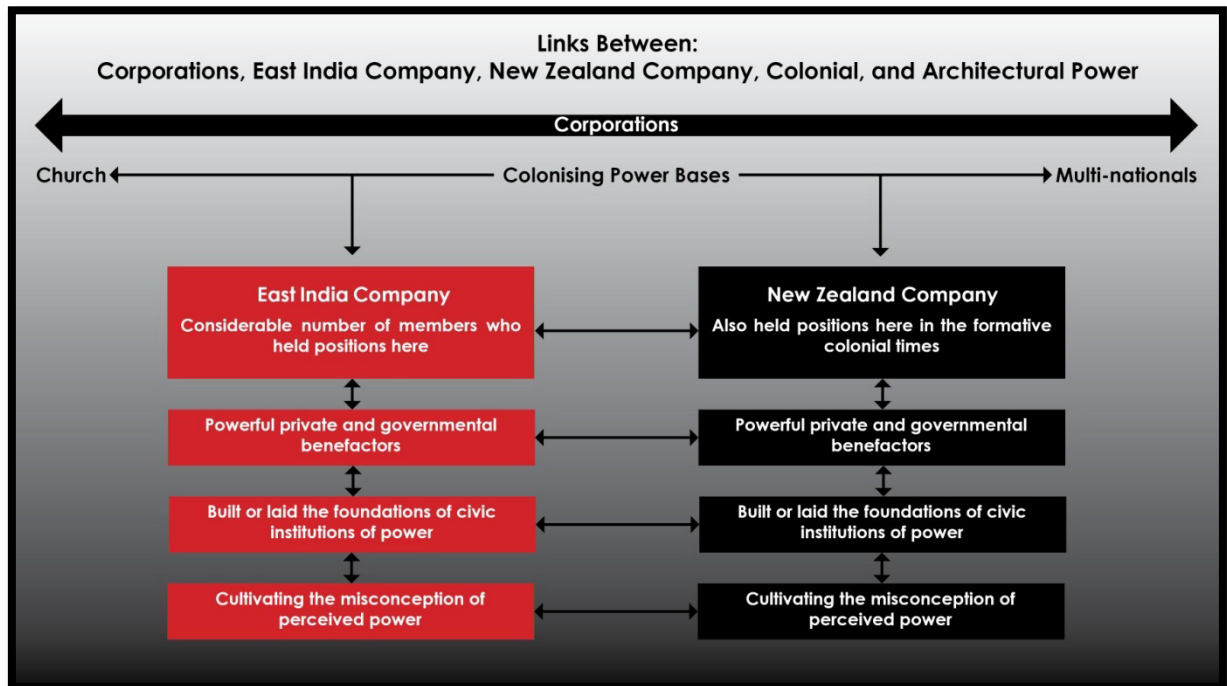 Links Between:
Corporations, East India Company, New Zealand Company, Colonial, and Architectural Power
Corporations
Church
Colonising Power Bases
Multi-nationals
East India Company
Considerable number of members who
held positions here
New Zealand Company
Also held positions here in the formative
colonial times
Powerful private and governmental
benefactors
Powerful private and governmental
benefactors
Built or laid the foundations of civic
institutions of power
Built or laid the foundations of civic
institutions of power
Cultivating the misconception of
perceived power
Cultivating the misconception of
perceived power